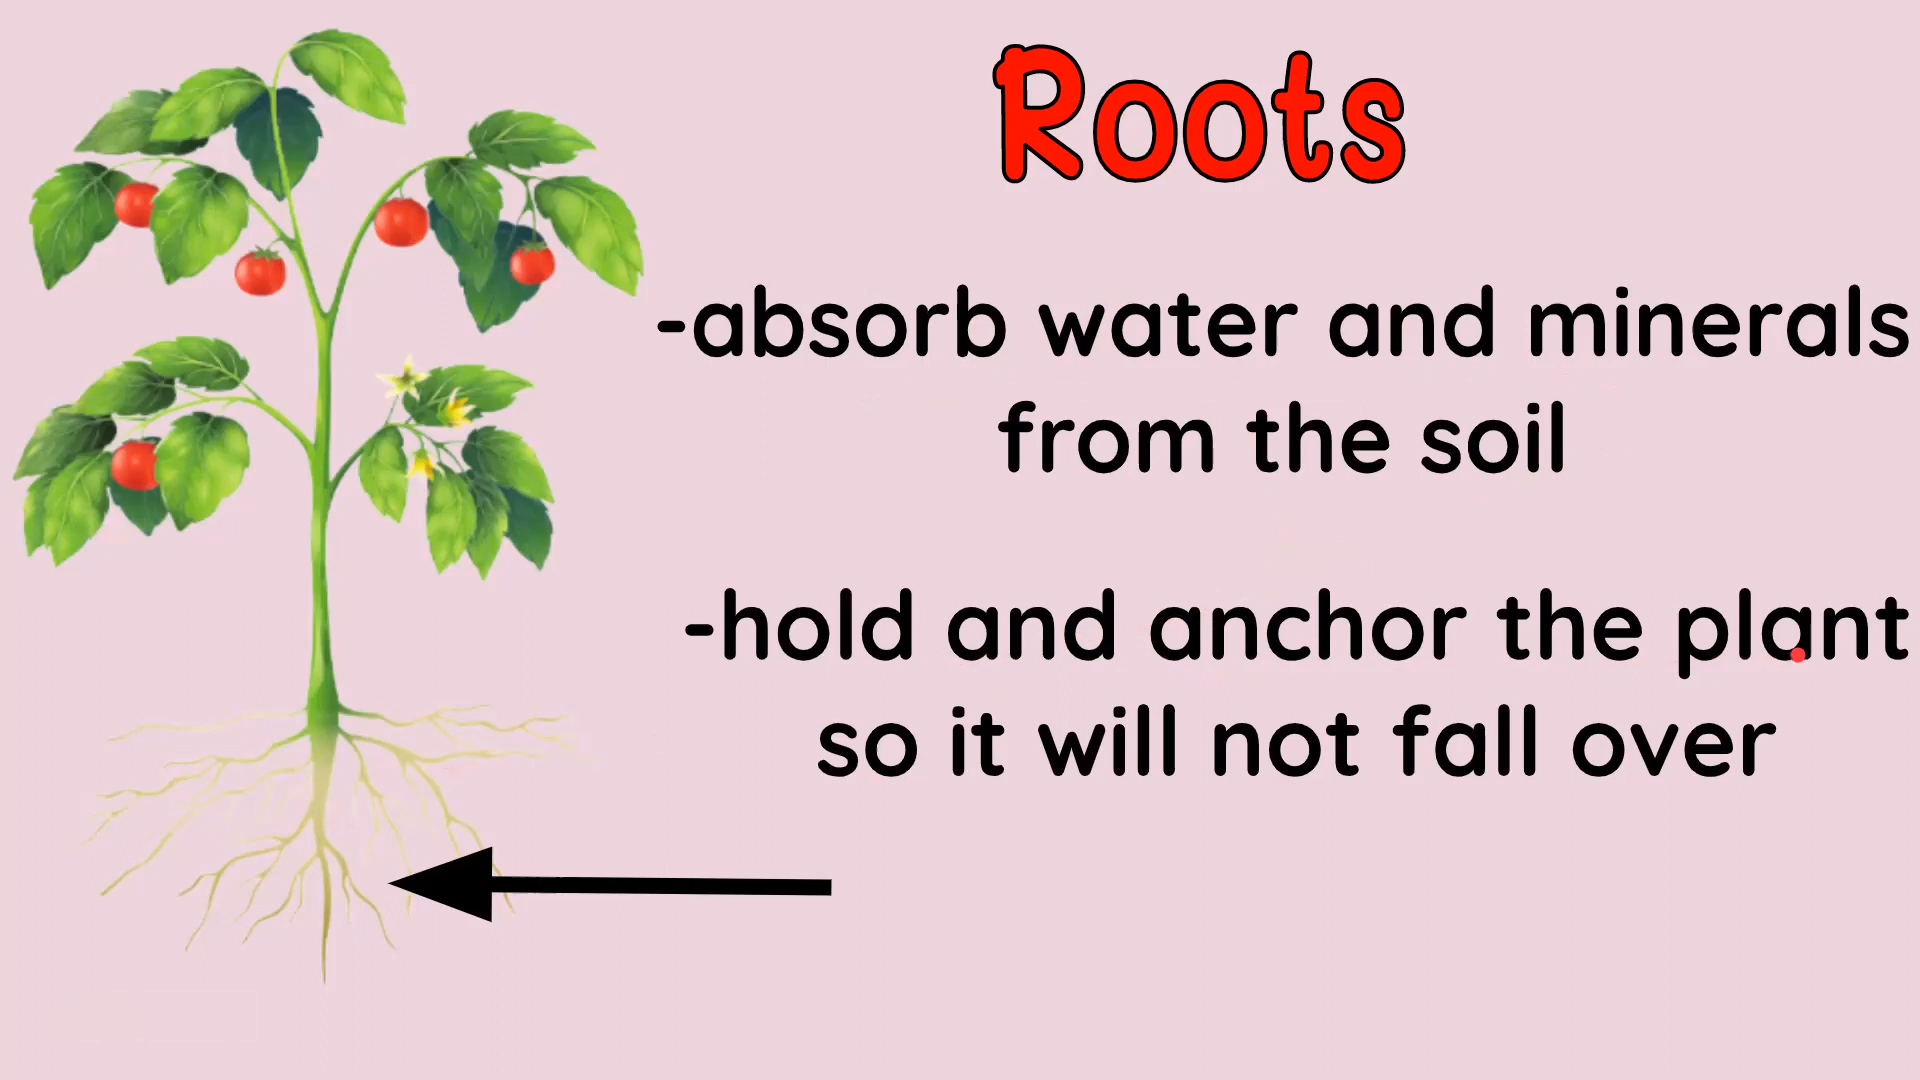 Roots
-absorb water and minerals
from the soil
-hold and anchor the plant
so it will not fall over